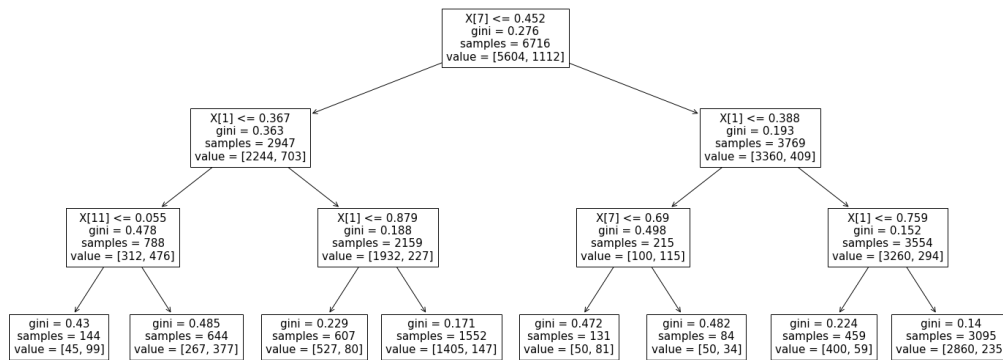 X[7] <= 0.452
gini = 0.276
samples = 6716
value = [5604, 1112]
X[1] <= 0.367
gini = 0.363
samples = 2947
value = [2244, 703]
X[1] <= 0.388
gini = 0.193
samples = 3769
value = [3360, 409]
X[11] <= 0.055
gini = 0.478
samples = 788
value = [312, 476]
X[1] <= 0.879
gini = 0.188
samples = 2159
value = [1932, 227]
X[7] <= 0.69
gini = 0.498
samples = 215
value = [100, 115]
X[1] <= 0.759
gini = 0.152
samples = 3554
value = [3260, 294]
gini = 0.43
samples = 144
value = [45, 99]
gini = 0.485
samples = 644
value = [267, 377]
gini = 0.229
samples = 607
value = [527, 80]
gini = 0.171
samples = 1552
value = [1405, 147]
gini = 0.472
samples = 131
value = [50, 81]
gini = 0.482
samples = 84
value = [50, 34]
gini = 0.224
samples = 459
value = [400, 59]
gini = 0.14
samples = 3095
value = [2860, 235]